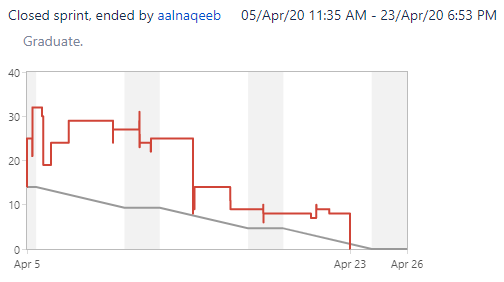 Closed sprint, ended by aalnaqeeb 05/Apr/20 11:35 AM - 23/Apr/20 6:53 PM
Graduate.
40
30
20
10
0
Apr 5 Apr 23 Apr 26